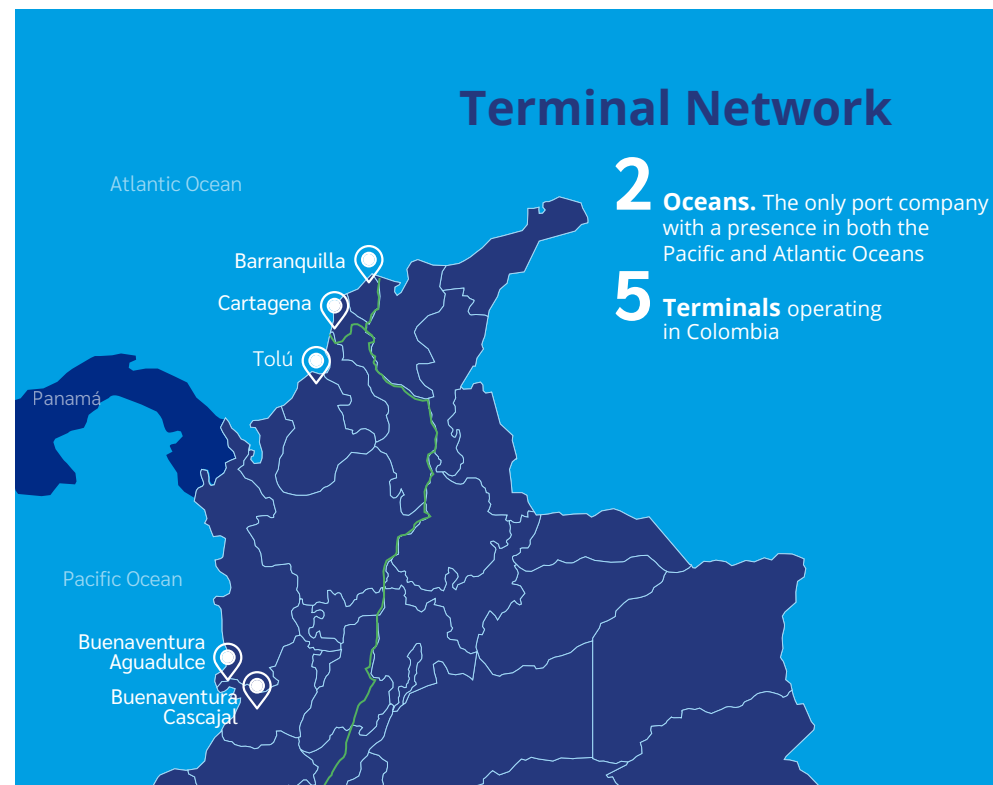 Terminal Network
2 Oceans. The only port company
with a presence in both the
Pacific and Atlantic Oceans
5 Terminals operating
in Colombia
Atlantic Ocean
Barranquilla
Cartagena
Tolú
Panamá
Pacific Ocean
Buenaventura
Aguadulce
Buenaventura
Cascajal